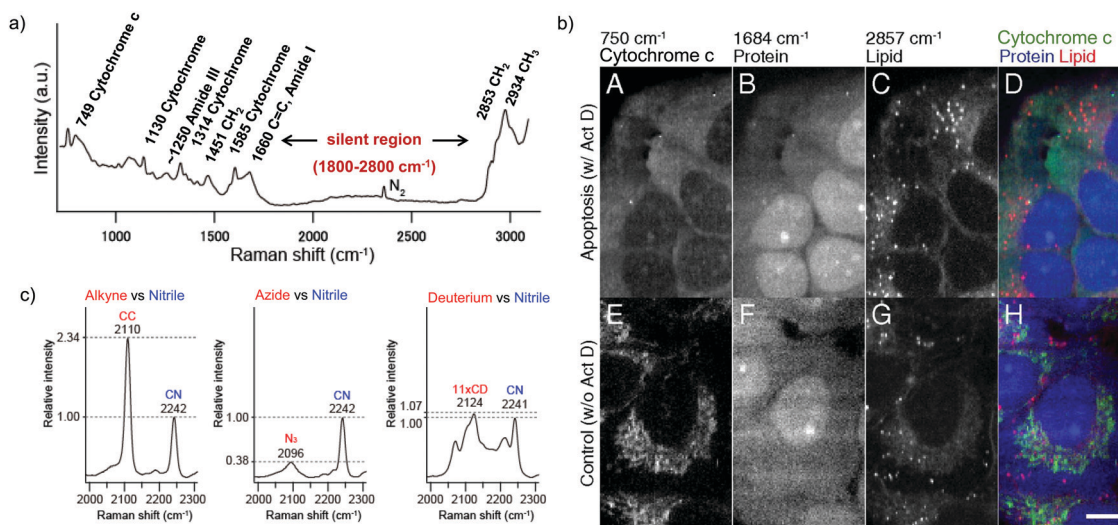 a)
Intensity (a.u.)
749 Cytochrome c
1130 Cytochrome
~1250 Amide III
1314 Cytochrome
1451 CH₂
1585 Cytochrome
1660 C=C, Amide I
silent region
(1800-2800 cm⁻¹)
N₂
2853 CH₂
2934 CH₃
1000
1500
2000
2500
3000
Raman shift (cm⁻¹)
b)
750 cm⁻¹
Cytochrome c
1684 cm⁻¹
Protein
2857 cm⁻¹
Lipid
Cytochrome c
Protein Lipid
Apoptosis (w/ Act D)
A
B
C
D
Control (w/o Act D)
E
F
G
H
c)
Alkyne vs Nitrile
Relative intensity
2.34
1.00
CC
2110
CN
2242
2000 2100 2200 2300
Raman shift (cm⁻¹)
Azide vs Nitrile
Relative intensity
1.00
0.38
N₃
2096
CN
2242
2000 2100 2200 2300
Raman shift (cm⁻¹)
Deuterium vs Nitrile
Relative intensity
1.07
1.00
11xCD
2124
CN
2241
2000 2100 2200 2300
Raman shift (cm⁻¹)